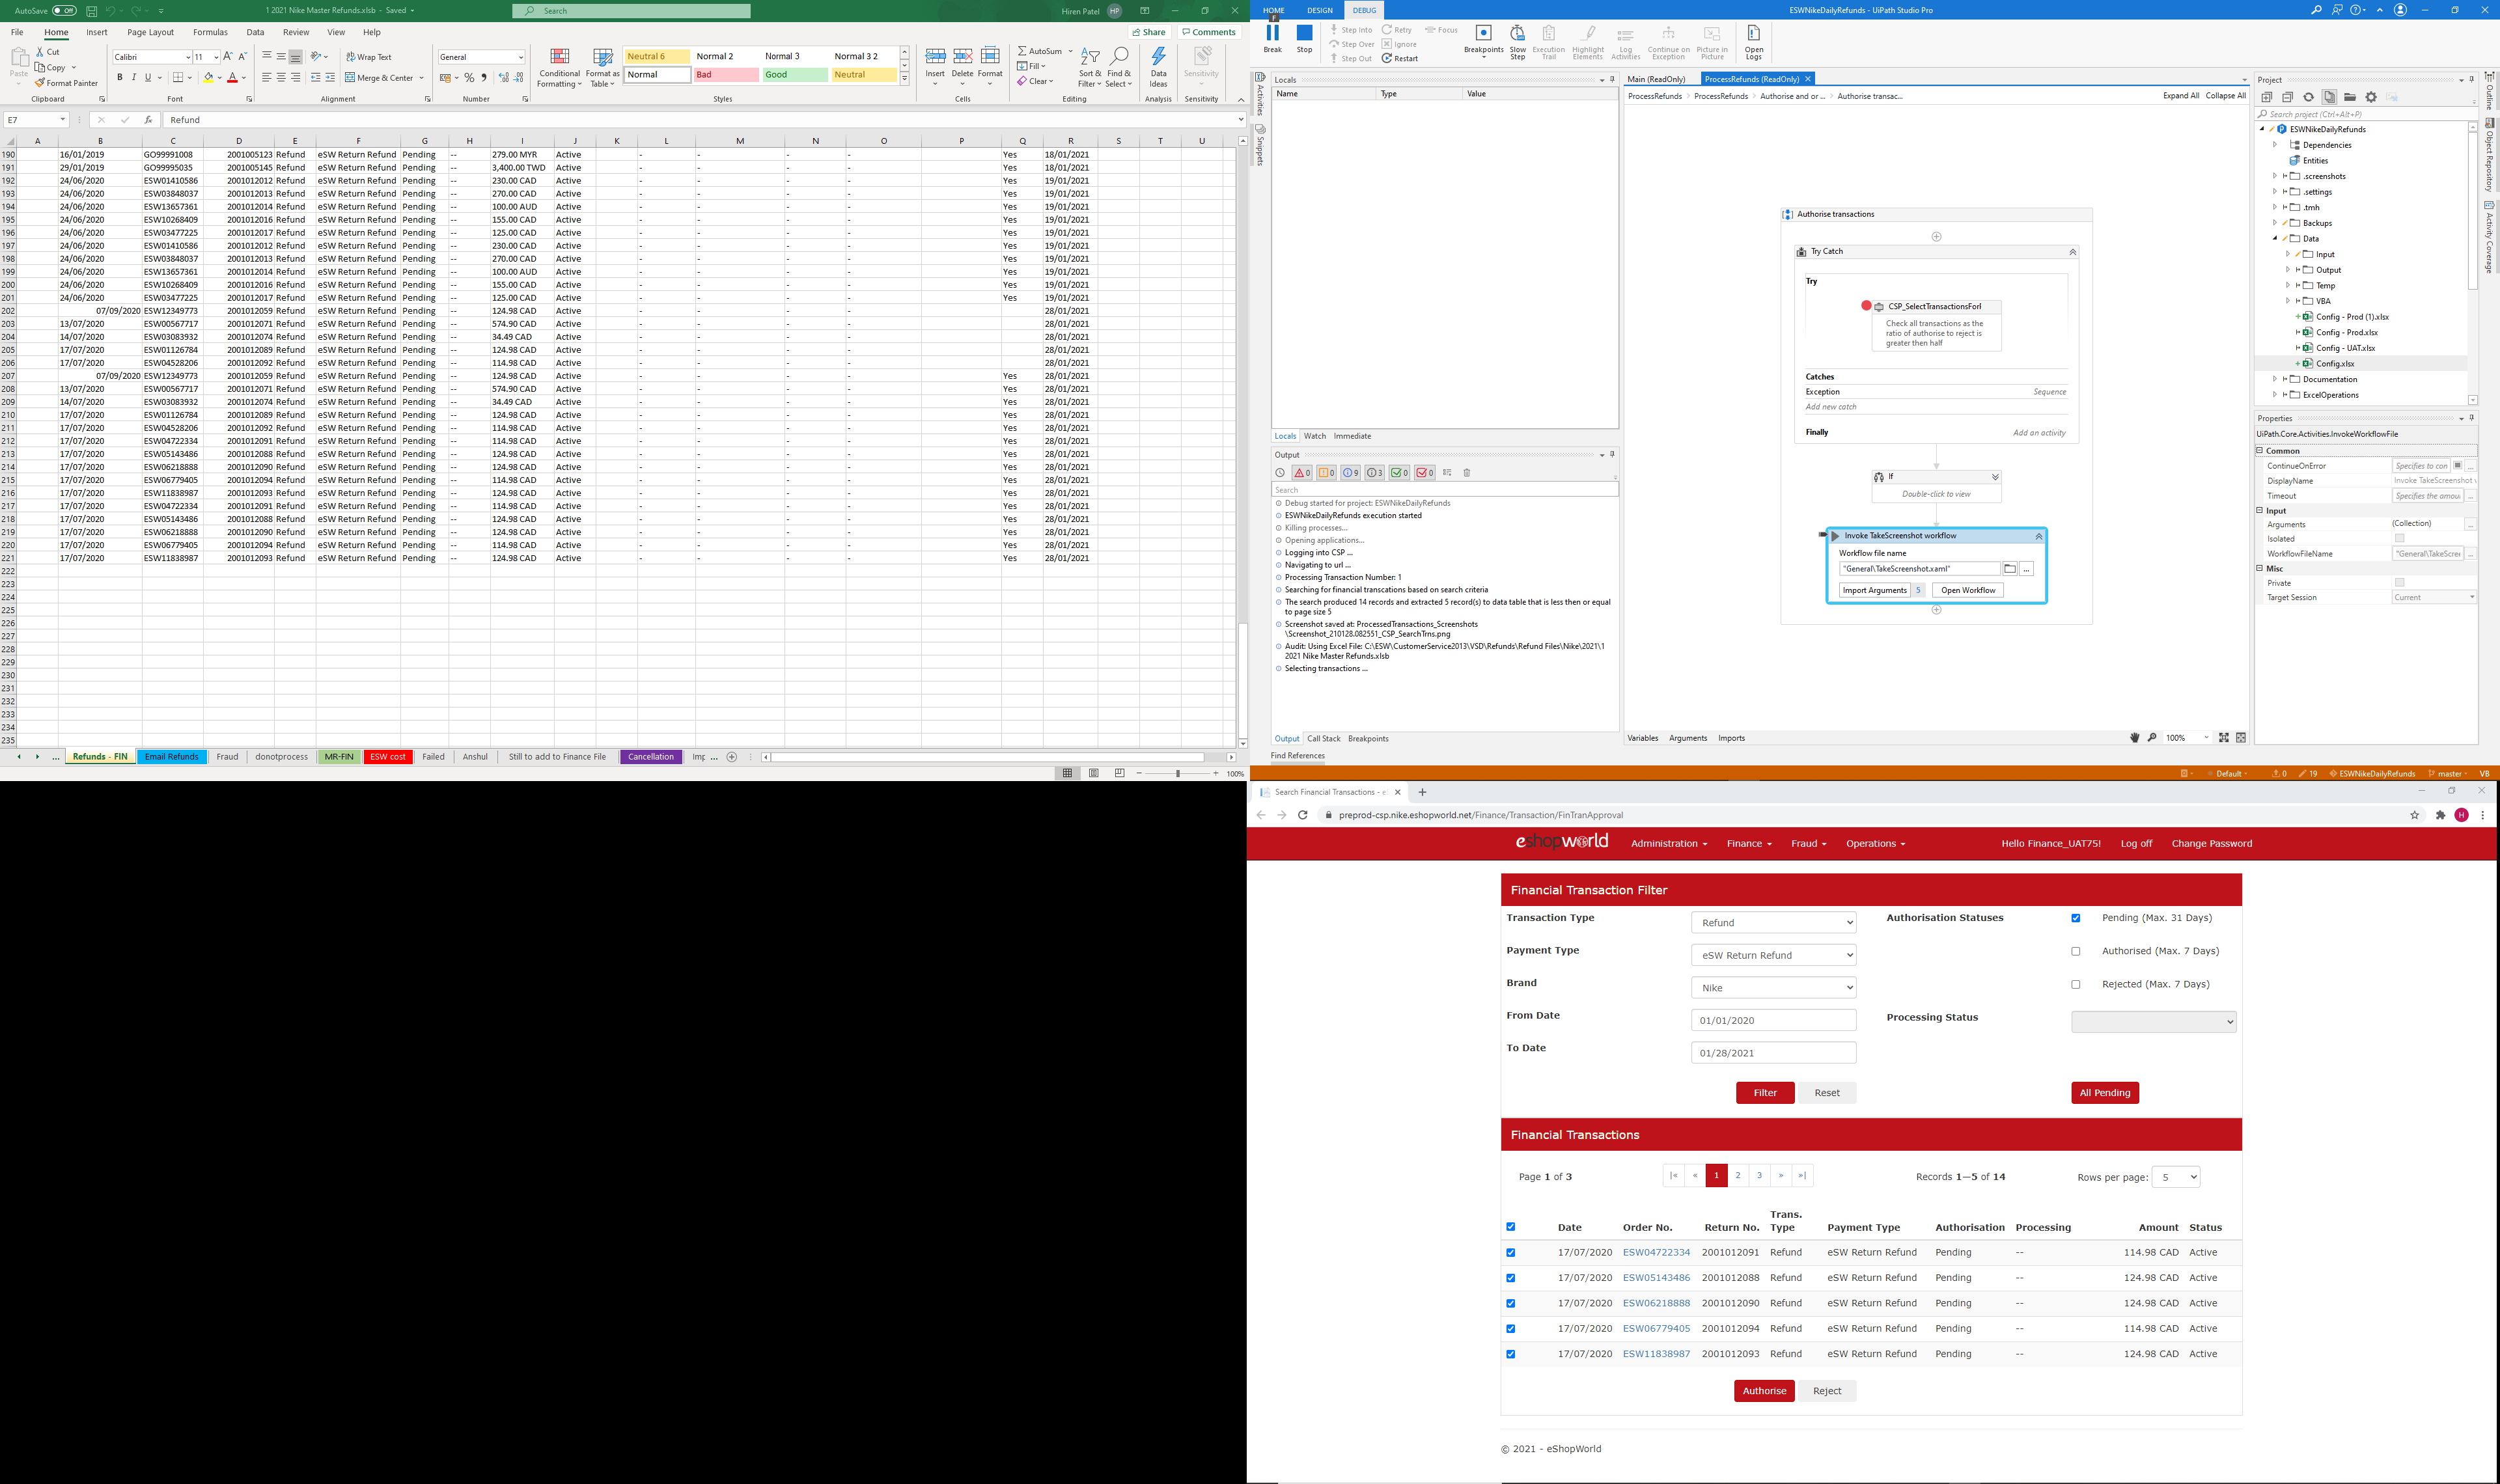 AutoSave Off 1 2021 Nike Master Refunds.xlsb - Saved Search Hiren Patel HP
File Home Insert Page Layout Formulas Data Review View Help Share Comments
Paste Cut Copy Format Painter Clipboard
Calibri 11 B I U Font
Wrap Text Merge & Center Alignment
General Number
Conditional Formatting Format as Table
Neutral 6 Normal 2 Normal 3 Normal 3 2
Normal Bad Good Neutral
Styles
Insert Delete Format Cells
AutoSum Fill Clear Sort & Filter Find & Select Editing
Data Ideas Analysis Sensitivity Sensitivity
E7 fx Refund
A B C D E F G H I J K L M N O P Q R S T U
190 16/01/2019 GO99991008 2001005123 Refund eSW Return Refund Pending -- 279.00 MYR Active - - - - Yes 18/01/2021
191 29/01/2019 GO99995035 2001005145 Refund eSW Return Refund Pending -- 3,400.00 TWD Active - - - - Yes 18/01/2021
192 24/06/2020 ESW01410586 2001012012 Refund eSW Return Refund Pending -- 230.00 CAD Active - - - - Yes 19/01/2021
193 24/06/2020 ESW03848037 2001012013 Refund eSW Return Refund Pending -- 270.00 CAD Active - - - - Yes 19/01/2021
194 24/06/2020 ESW13657361 2001012014 Refund eSW Return Refund Pending -- 100.00 AUD Active - - - - Yes 19/01/2021
195 24/06/2020 ESW10268409 2001012016 Refund eSW Return Refund Pending -- 155.00 CAD Active - - - - Yes 19/01/2021
196 24/06/2020 ESW03477225 2001012017 Refund eSW Return Refund Pending -- 125.00 CAD Active - - - - Yes 19/01/2021
197 24/06/2020 ESW01410586 2001012012 Refund eSW Return Refund Pending -- 230.00 CAD Active - - - - Yes 19/01/2021
198 24/06/2020 ESW03848037 2001012013 Refund eSW Return Refund Pending -- 270.00 CAD Active - - - - Yes 19/01/2021
199 24/06/2020 ESW13657361 2001012014 Refund eSW Return Refund Pending -- 100.00 AUD Active - - - - Yes 19/01/2021
200 24/06/2020 ESW10268409 2001012016 Refund eSW Return Refund Pending -- 155.00 CAD Active - - - - Yes 19/01/2021
201 24/06/2020 ESW03477225 2001012017 Refund eSW Return Refund Pending -- 125.00 CAD Active - - - - Yes 19/01/2021
202 07/09/2020 ESW12349773 2001012059 Refund eSW Return Refund Pending -- 124.98 CAD Active - - - - 28/01/2021
203 13/07/2020 ESW00567717 2001012071 Refund eSW Return Refund Pending -- 574.90 CAD Active - - - - 28/01/2021
204 14/07/2020 ESW03083932 2001012074 Refund eSW Return Refund Pending -- 34.49 CAD Active - - - - 28/01/2021
205 17/07/2020 ESW01126784 2001012089 Refund eSW Return Refund Pending -- 124.98 CAD Active - - - - 28/01/2021
206 17/07/2020 ESW04528206 2001012092 Refund eSW Return Refund Pending -- 114.98 CAD Active - - - - 28/01/2021
207 07/09/2020 ESW12349773 2001012059 Refund eSW Return Refund Pending -- 124.98 CAD Active - - - - Yes 28/01/2021
208 13/07/2020 ESW00567717 2001012071 Refund eSW Return Refund Pending -- 574.90 CAD Active - - - - Yes 28/01/2021
209 14/07/2020 ESW03083932 2001012074 Refund eSW Return Refund Pending -- 34.49 CAD Active - - - - Yes 28/01/2021
210 17/07/2020 ESW01126784 2001012089 Refund eSW Return Refund Pending -- 124.98 CAD Active - - - - Yes 28/01/2021
211 17/07/2020 ESW04528206 2001012092 Refund eSW Return Refund Pending -- 114.98 CAD Active - - - - Yes 28/01/2021
212 17/07/2020 ESW04722334 2001012091 Refund eSW Return Refund Pending -- 114.98 CAD Active - - - - Yes 28/01/2021
213 17/07/2020 ESW05143486 2001012088 Refund eSW Return Refund Pending -- 124.98 CAD Active - - - - Yes 28/01/2021
214 17/07/2020 ESW06218888 2001012090 Refund eSW Return Refund Pending -- 124.98 CAD Active - - - - Yes 28/01/2021
215 17/07/2020 ESW06779405 2001012094 Refund eSW Return Refund Pending -- 114.98 CAD Active - - - - Yes 28/01/2021
216 17/07/2020 ESW11838987 2001012093 Refund eSW Return Refund Pending -- 124.98 CAD Active - - - - Yes 28/01/2021
217 17/07/2020 ESW04722334 2001012091 Refund eSW Return Refund Pending -- 114.98 CAD Active - - - - Yes 28/01/2021
218 17/07/2020 ESW05143486 2001012088 Refund eSW Return Refund Pending -- 124.98 CAD Active - - - - Yes 28/01/2021
219 17/07/2020 ESW06218888 2001012090 Refund eSW Return Refund Pending -- 124.98 CAD Active - - - - Yes 28/01/2021
220 17/07/2020 ESW06779405 2001012094 Refund eSW Return Refund Pending -- 114.98 CAD Active - - - - Yes 28/01/2021
221 17/07/2020 ESW11838987 2001012093 Refund eSW Return Refund Pending -- 124.98 CAD Active - - - - Yes 28/01/2021
222
223
224
225
226
227
228
229
230
231
232
233
234
235
... Refunds - FIN Email Refunds Fraud donotprocess MR-FIN ESW cost Failed Anshul Still to add to Finance File Cancellation Imp ...
100%
HOME DESIGN DEBUG ESWNikeDailyRefunds - UiPath Studio Pro
Break Stop Step Into Step Over Step Out Retry Ignore Restart Focus Breakpoints Slow Step Execution Trail Highlight Elements Log Activities Continue on Exception Picture in Picture Open Logs
Activities
Snippets
Locals
Name Type Value
Locals Watch Immediate
Output
0 0 9 3 0 0
Search
Debug started for project: ESWNikeDailyRefunds
ESWNikeDailyRefunds execution started
Killing processes...
Opening applications...
Logging into CSP ...
Navigating to url ...
Processing Transaction Number: 1
Searching for financial transcations based on search criteria
The search produced 14 records and extracted 5 record(s) to data table that is less then or equal
to page size 5
Screenshot saved at: ProcessedTransactions_Screenshots
\Screenshot_210128.082551_CSP_SearchTrns.png
Audit: Using Excel File: C:\ESW\CustomerService2013\VSD\Refunds\Refund Files\Nike\2021\1
2021 Nike Master Refunds.xlsb
Selecting transactions ...
Output Call Stack Breakpoints
Find References
Main (ReadOnly) ProcessRefunds (ReadOnly)
ProcessRefunds > ProcessRefunds > Authorise and or ... > Authorise transac... Expand All Collapse All
Authorise transactions
Try Catch
Try
CSP_SelectTransactionsForI
Check all transactions as the
ratio of authorise to reject is
greater then half
Catches
Exception Sequence
Add new catch
Finally Add an activity
If
Double-click to view
Invoke TakeScreenshot workflow
Workflow file name
"General\TakeScreenshot.xaml" ...
Import Arguments 5 Open Workflow
Variables Arguments Imports 100%
Project
Search project (Ctrl+Alt+P)
ESWNikeDailyRefunds
Dependencies
Entities
.screenshots
.settings
.tmh
Backups
Data
Input
Output
Temp
VBA
Config - Prod (1).xlsx
Config - Prod.xlsx
Config - UAT.xlsx
Config.xlsx
Documentation
ExcelOperations
Outline
Object Repository
Activity Coverage
Properties
UiPath.Core.Activities.InvokeWorkflowFile
Common
ContinueOnError Specifies to con ...
DisplayName Invoke TakeScreenshot
Timeout Specifies the amou ...
Input
Arguments (Collection) ...
Isolated
WorkflowFileName "General\TakeScree ...
Misc
Private
Target Session Current
Default 0 19 ESWNikeDailyRefunds master VB
Search Financial Transactions - e
preprod-csp.nike.eshopworld.net/Finance/Transaction/FinTranApproval H
eshopworld Administration Finance Fraud Operations Hello Finance_UAT75! Log off Change Password
Financial Transaction Filter
Transaction Type Refund Authorisation Statuses Pending (Max. 31 Days)
Payment Type eSW Return Refund Authorised (Max. 7 Days)
Brand Nike Rejected (Max. 7 Days)
From Date 01/01/2020 Processing Status
To Date 01/28/2021
Filter Reset All Pending
Financial Transactions
Page 1 of 3 |« « 1 2 3 » »| Records 1—5 of 14 Rows per page: 5
Date Order No. Return No. Trans. Type Payment Type Authorisation Processing Amount Status
17/07/2020 ESW04722334 2001012091 Refund eSW Return Refund Pending -- 114.98 CAD Active
17/07/2020 ESW05143486 2001012088 Refund eSW Return Refund Pending -- 124.98 CAD Active
17/07/2020 ESW06218888 2001012090 Refund eSW Return Refund Pending -- 124.98 CAD Active
17/07/2020 ESW06779405 2001012094 Refund eSW Return Refund Pending -- 114.98 CAD Active
17/07/2020 ESW11838987 2001012093 Refund eSW Return Refund Pending -- 124.98 CAD Active
Authorise Reject
© 2021 - eShopWorld